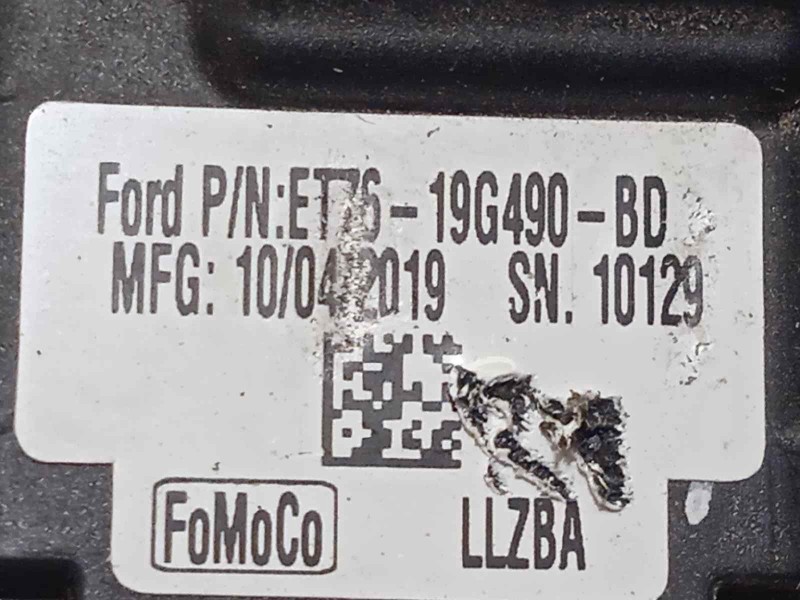 Ford P/N:ET76-19G490-BD
MFG: 10/04/2019 SN. 10129
FoMoCo LLZBA